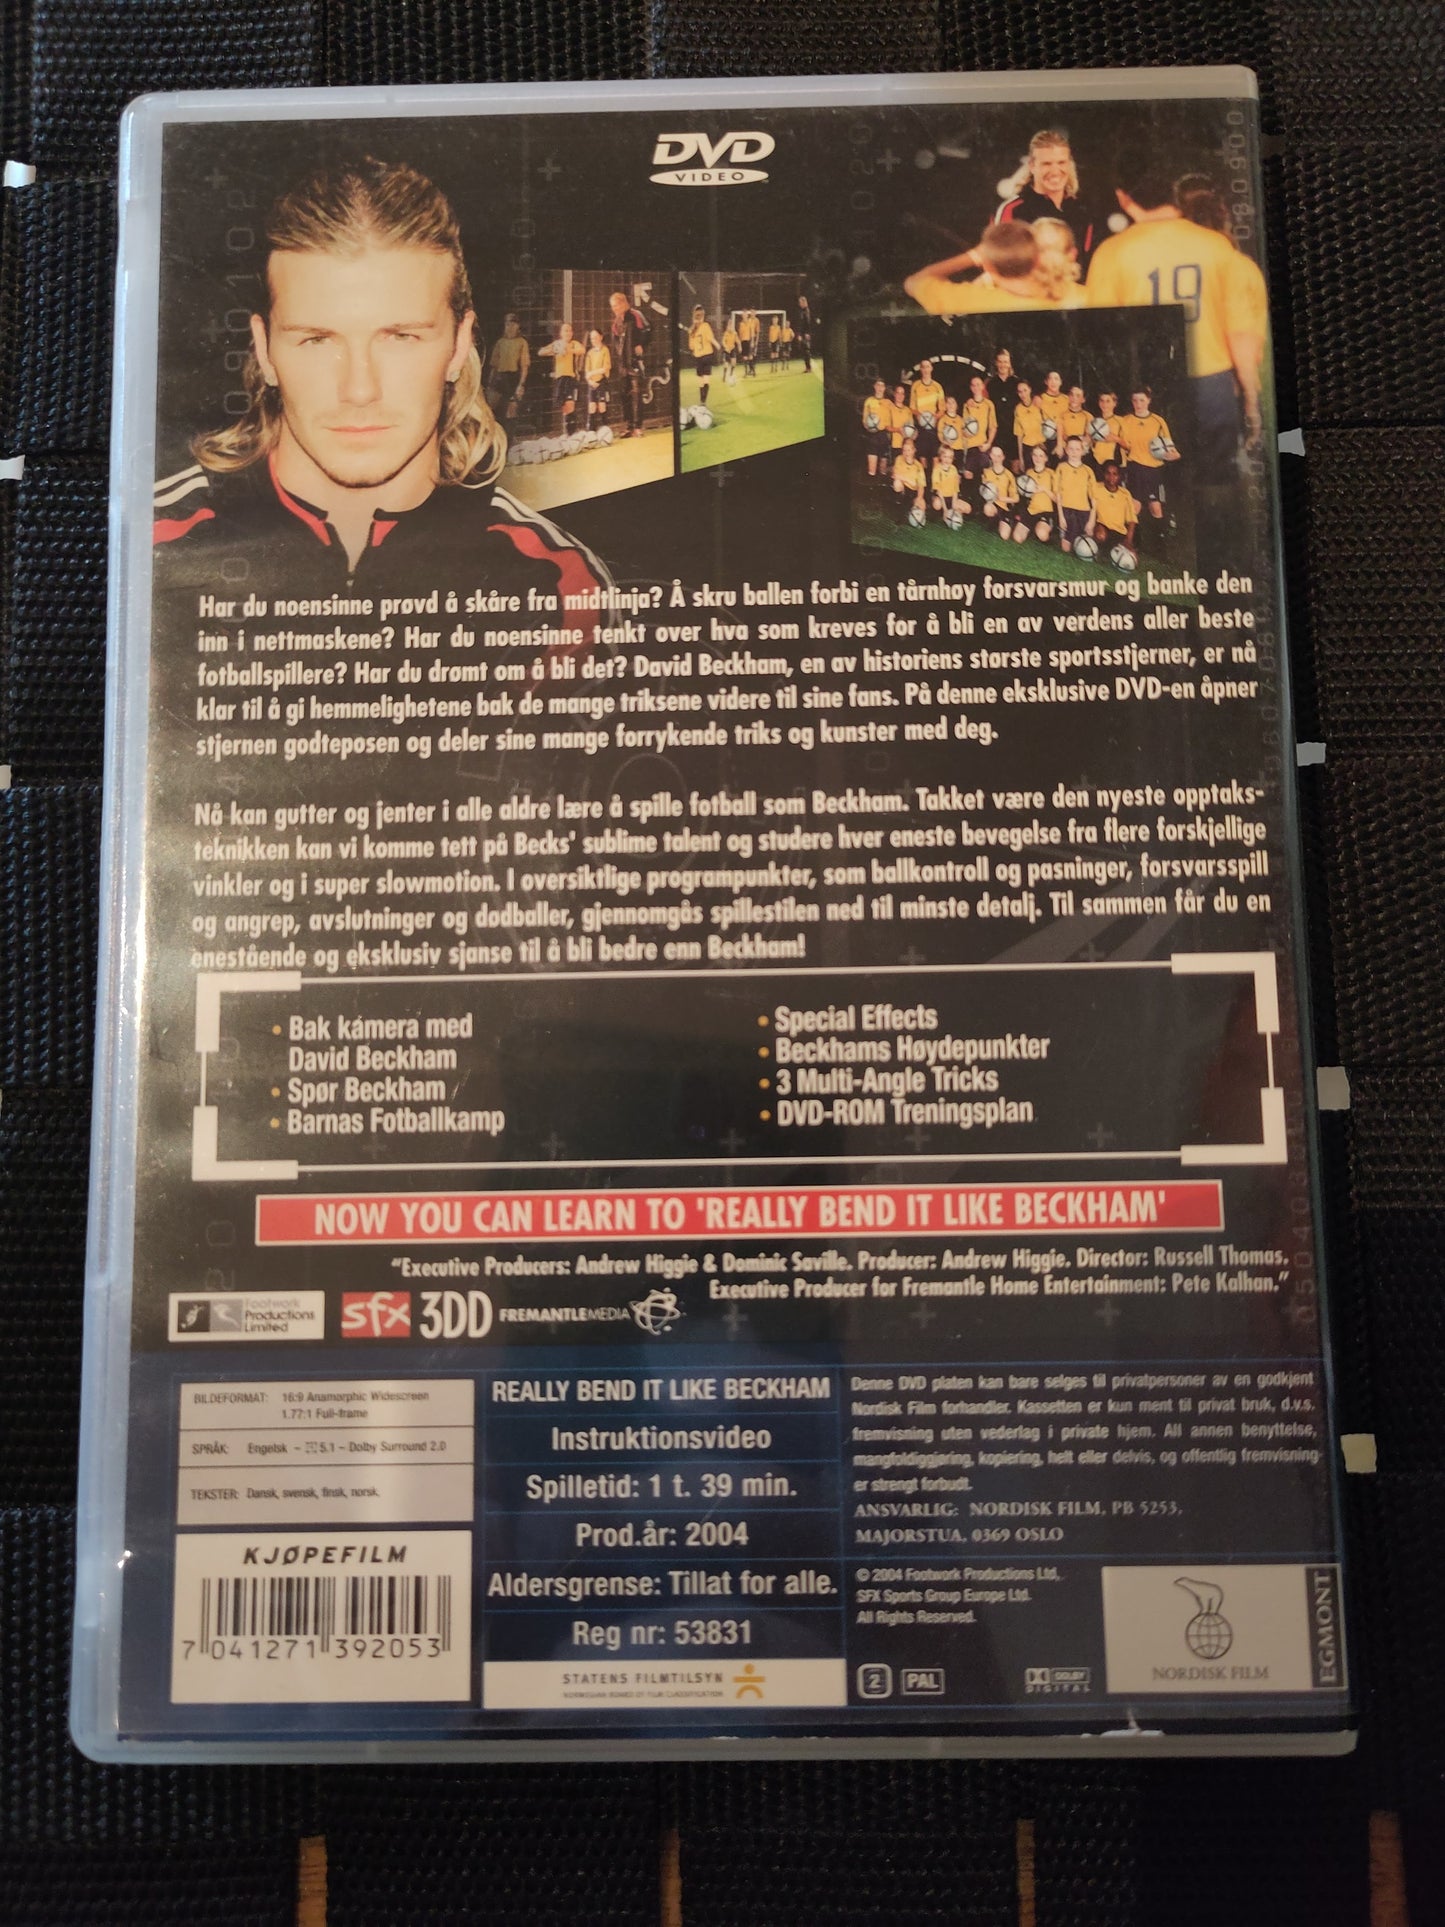 DVD
VIDEO
19
Har du noensinne prøvd å skåre fra midtlinja? Å skru ballen forbi en tårnhøy forsvarsmur og banke den
inn i nettmaskene? Har du noensinne tenkt over hva som kreves for å bli en av verdens aller beste
fotballspillere? Har du drømt om å bli det? David Beckham, en av historiens største sportsstjerner, er nå
klar til å gi hemmelighetene bak de mange triksene videre til sine fans. På denne eksklusive DVD-en åpner
stjernen godteposen og deler sine mange forrykende triks og kunster med deg.
Nå kan gutter og jenter i alle aldre lære å spille fotball som Beckham. Takket være den nyeste opptaks-
teknikken kan vi komme tett på Becks' sublime talent og studere hver eneste bevegelse fra flere forskjellige
vinkler og i super slowmotion. I oversiktlige programpunkter, som ballkontroll og pasninger, forsvarsspill
og angrep, avslutninger og dødballer, gjennomgås spillestilen ned til minste detalj. Til sammen får du en
enestående og eksklusiv sjanse til å bli bedre enn Beckham!
• Bak kamera med
David Beckham
• Spør Beckham
• Barnas Fotballkamp
• Special Effects
• Beckhams Høydepunkter
• 3 Multi-Angle Tricks
• DVD-ROM Treningsplan
NOW YOU CAN LEARN TO 'REALLY BEND IT LIKE BECKHAM'
"Executive Producers: Andrew Higgie & Dominic Saville. Producer: Andrew Higgie. Director: Russell Thomas.
Executive Producer for Fremantle Home Entertainment: Pete Kalhan."
Footwork
Productions
Limited
sfx 3DD FREMANTLEMEDIA
BILDEFORMAT: 16:9 Anamorphic Widescreen
1.77:1 Full-frame
SPRÅK: Engelsk - 5.1 - Dolby Surround 2.0
TEKSTER: Dansk, svensk, finsk, norsk.
KJØPEFILM
7 041271 392053
REALLY BEND IT LIKE BECKHAM
Instruktionsvideo
Spilletid: 1 t. 39 min.
Prod.år: 2004
Aldersgrense: Tillat for alle.
Reg nr: 53831
STATENS FILMTILSYN
NORWEGIAN BOARD OF FILM CLASSIFICATION
Denne DVD platen kan bare selges til privatpersoner av en godkjent
Nordisk Film forhandler. Kassetten er kun ment til privat bruk, d.v.s.
fremvisning uten vederlag i private hjem. All annen benyttelse,
mangfoldiggjøring, kopiering, helt eller delvis, og offentlig fremvisning
er strengt forbudt.
ANSVARLIG: NORDISK FILM, PB 5253,
MAJORSTUA, 0369 OSLO
© 2004 Footwork Productions Ltd,
SFX Sports Group Europe Ltd.
All Rights Reserved.
2 PAL
DOLBY
DIGITAL
NORDISK FILM
EGMONT